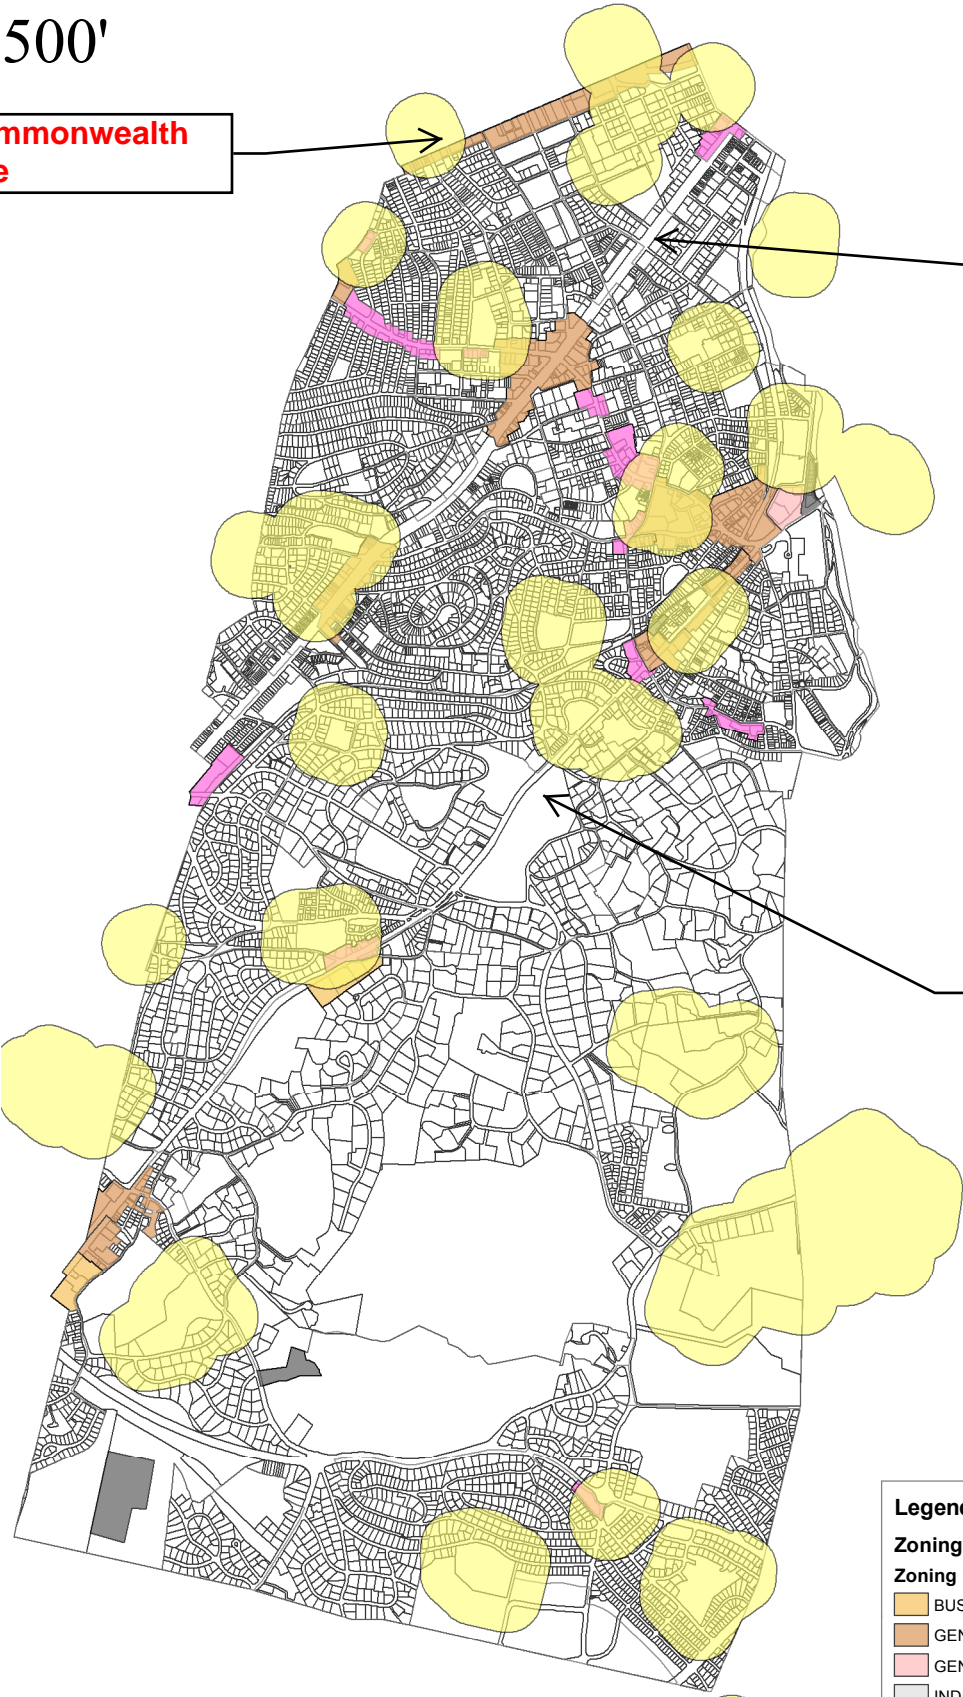 500'
mmonwealth
e
Legend
Zoning
Zoning
BUS
GEN
GEN
IND